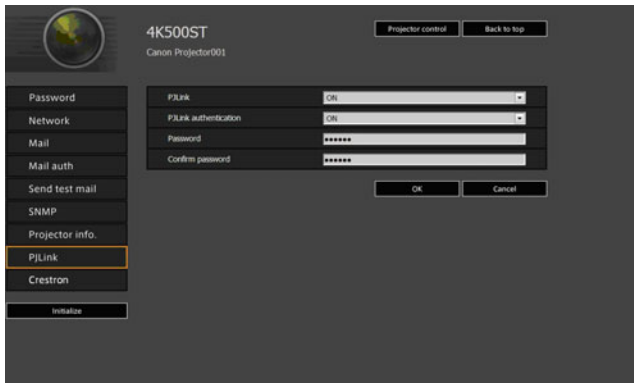 4K500ST
Projector control
Back to top
Canon Projector001
Password
Network
Mail
Mail auth
Send test mail
SNMP
Projector info.
PJLink
Crestron
Initialize
PJLink
ON
PJLink authentication
ON
Password
••••••
Confirm password
••••••
OK
Cancel